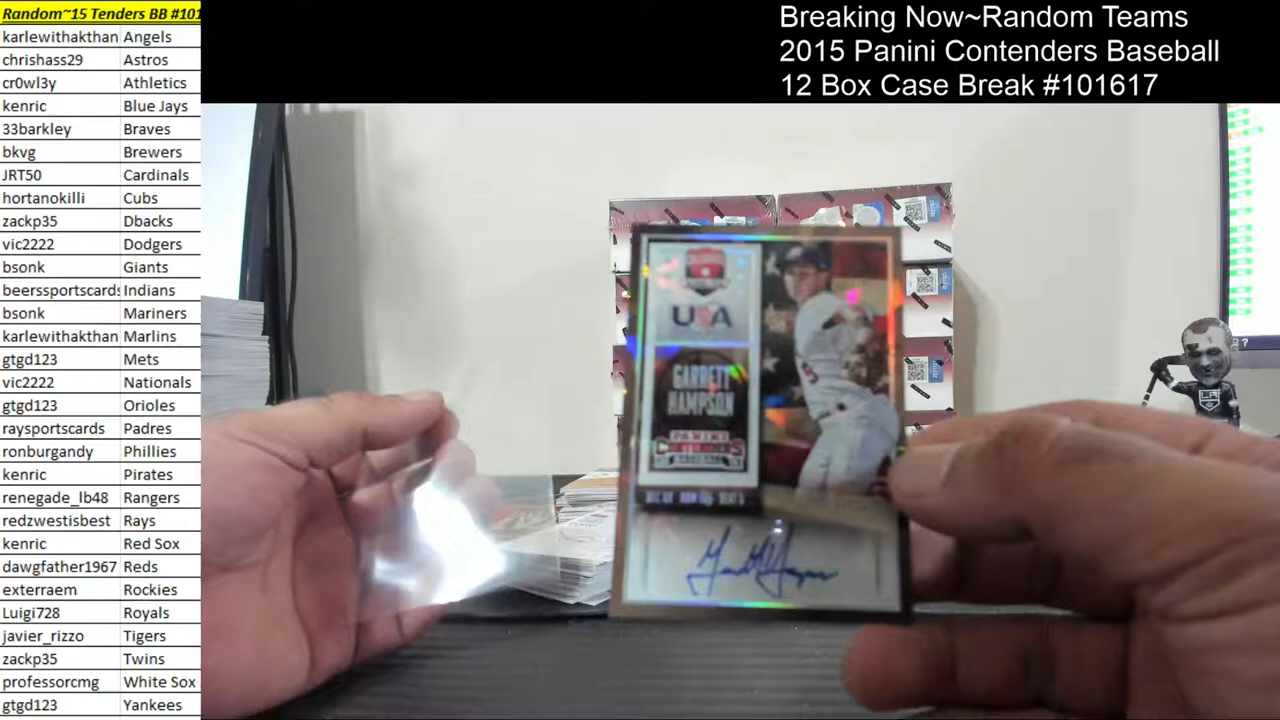 Random~15 Tenders BB #101
karlewithakthan Angels
chrishass29 Astros
cr0wl3y Athletics
kenric Blue Jays
33barkley Braves
bkvg Brewers
JRT50 Cardinals
hortanokilli Cubs
zackp35 Dbacks
vic2222 Dodgers
bsonk Giants
beerssportscards Indians
bsonk Mariners
karlewithakthan Marlins
gtgd123 Mets
vic2222 Nationals
gtgd123 Orioles
raysportscards Padres
ronburgandy Phillies
kenric Pirates
renegade_lb48 Rangers
redzwestisbest Rays
kenric Red Sox
dawgfather1967 Reds
exterraem Rockies
Luigi728 Royals
javier_rizzo Tigers
zackp35 Twins
professorcmg White Sox
gtgd123 Yankees
Breaking Now~Random Teams
2015 Panini Contenders Baseball
12 Box Case Break #101617
USA
GARRETT
HAMPSON
PANINI
CONTENDERS